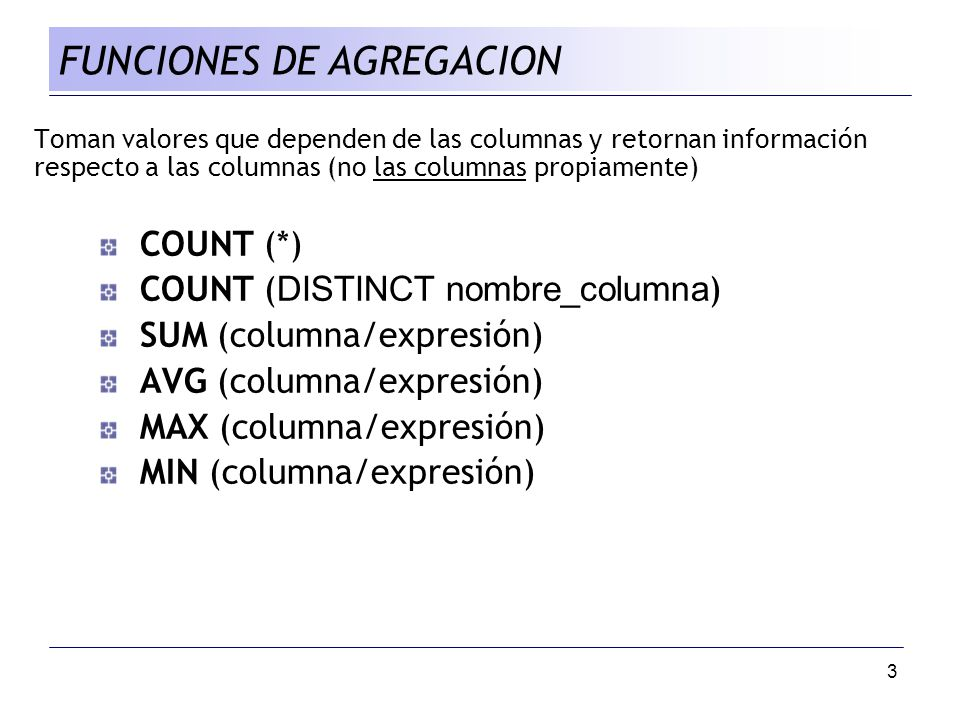 FUNCIONES DE AGREGACION
Toman valores que dependen de las columnas y retornan información
respecto a las columnas (no las columnas propiamente)
COUNT (*)
COUNT (DISTINCT nombre_columna)
SUM (columna/expresión)
AVG (columna/expresión)
MAX (columna/expresión)
MIN (columna/expresión)
3